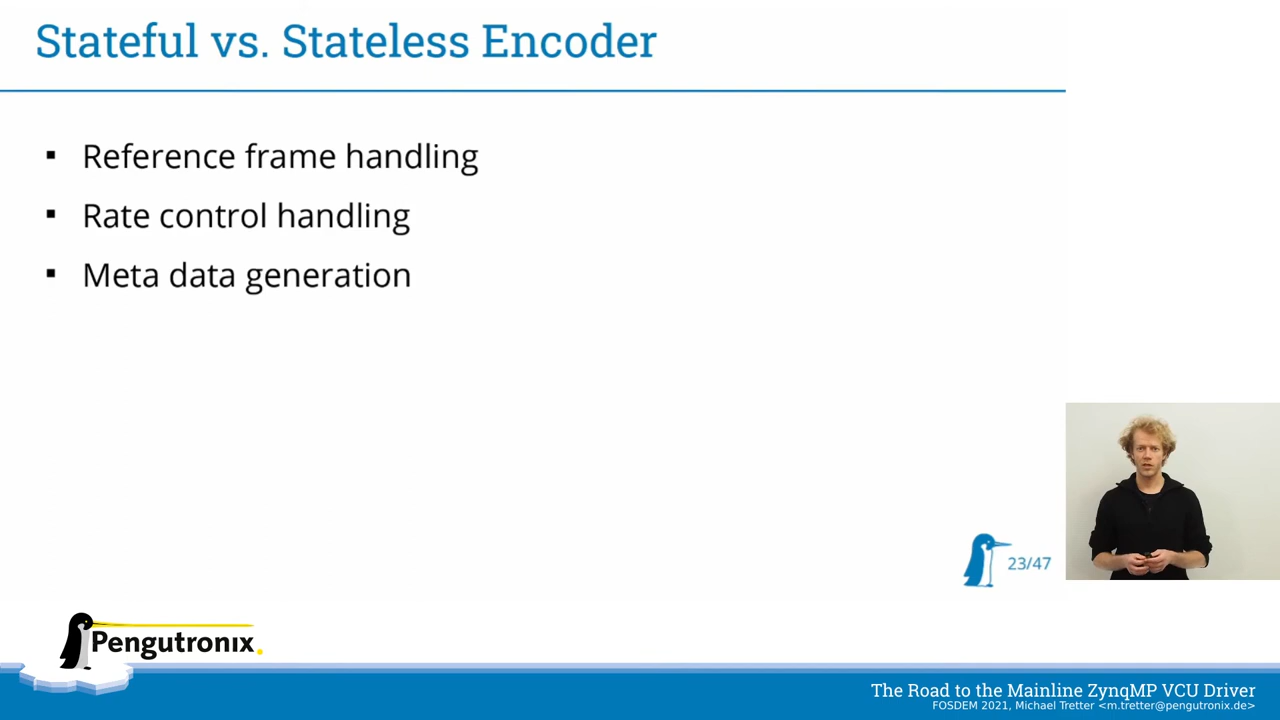 Stateful vs. Stateless Encoder
Reference frame handling
Rate control handling
Meta data generation
23/47
Pengutronix.
The Road to the Mainline ZynqMP VCU Driver
FOSDEM 2021, Michael Tretter <m.tretter@pengutronix.de>